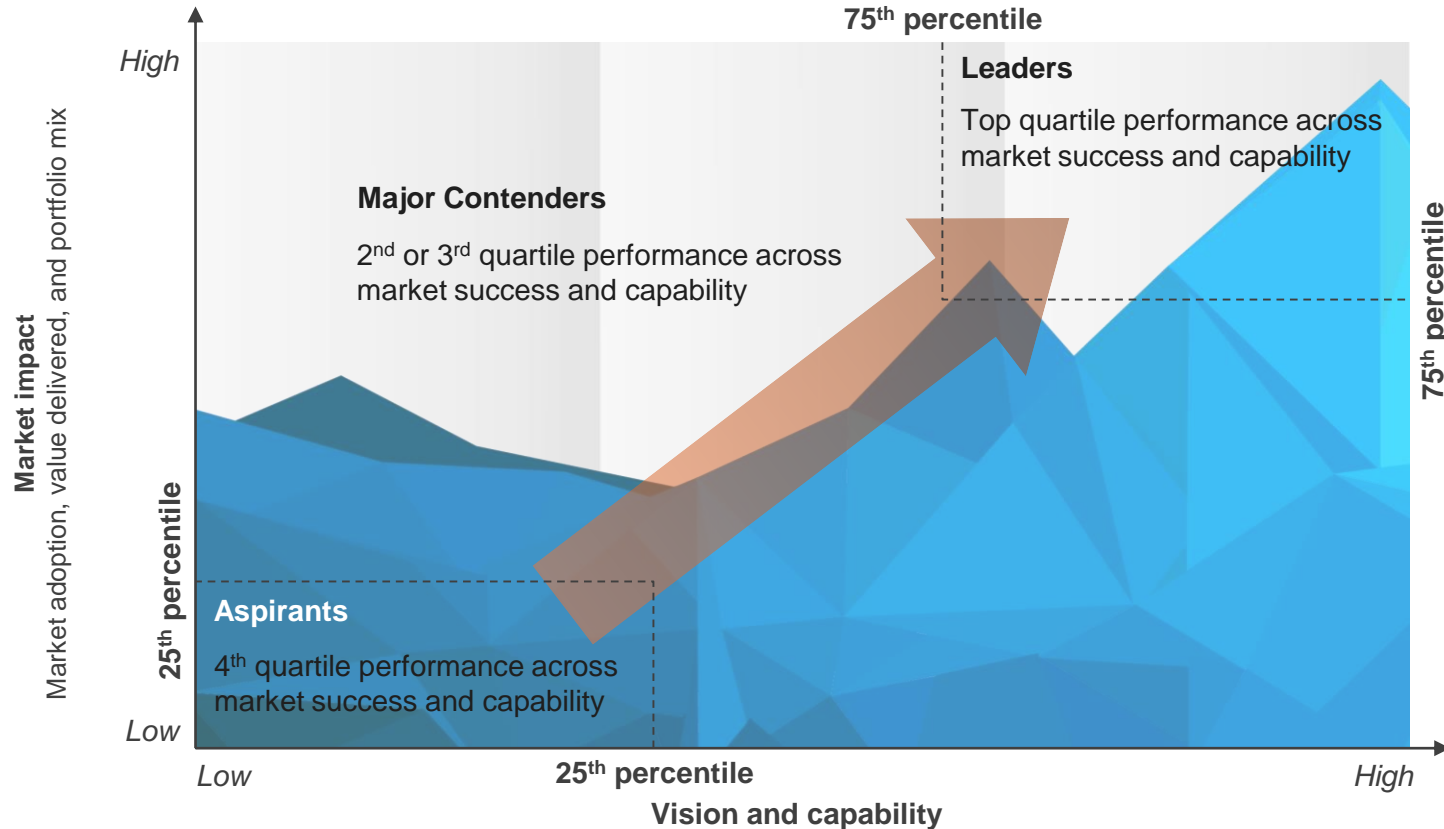 75th percentile
High
Leaders
Top quartile performance across
market success and capability
Major Contenders
2nd or 3rd quartile performance across
market success and capability
Market impact
Market adoption, value delivered, and portfolio mix
75th percentile
25th percentile
Aspirants
4th quartile performance across
market success and capability
Low
Low
25th percentile
High
Vision and capability